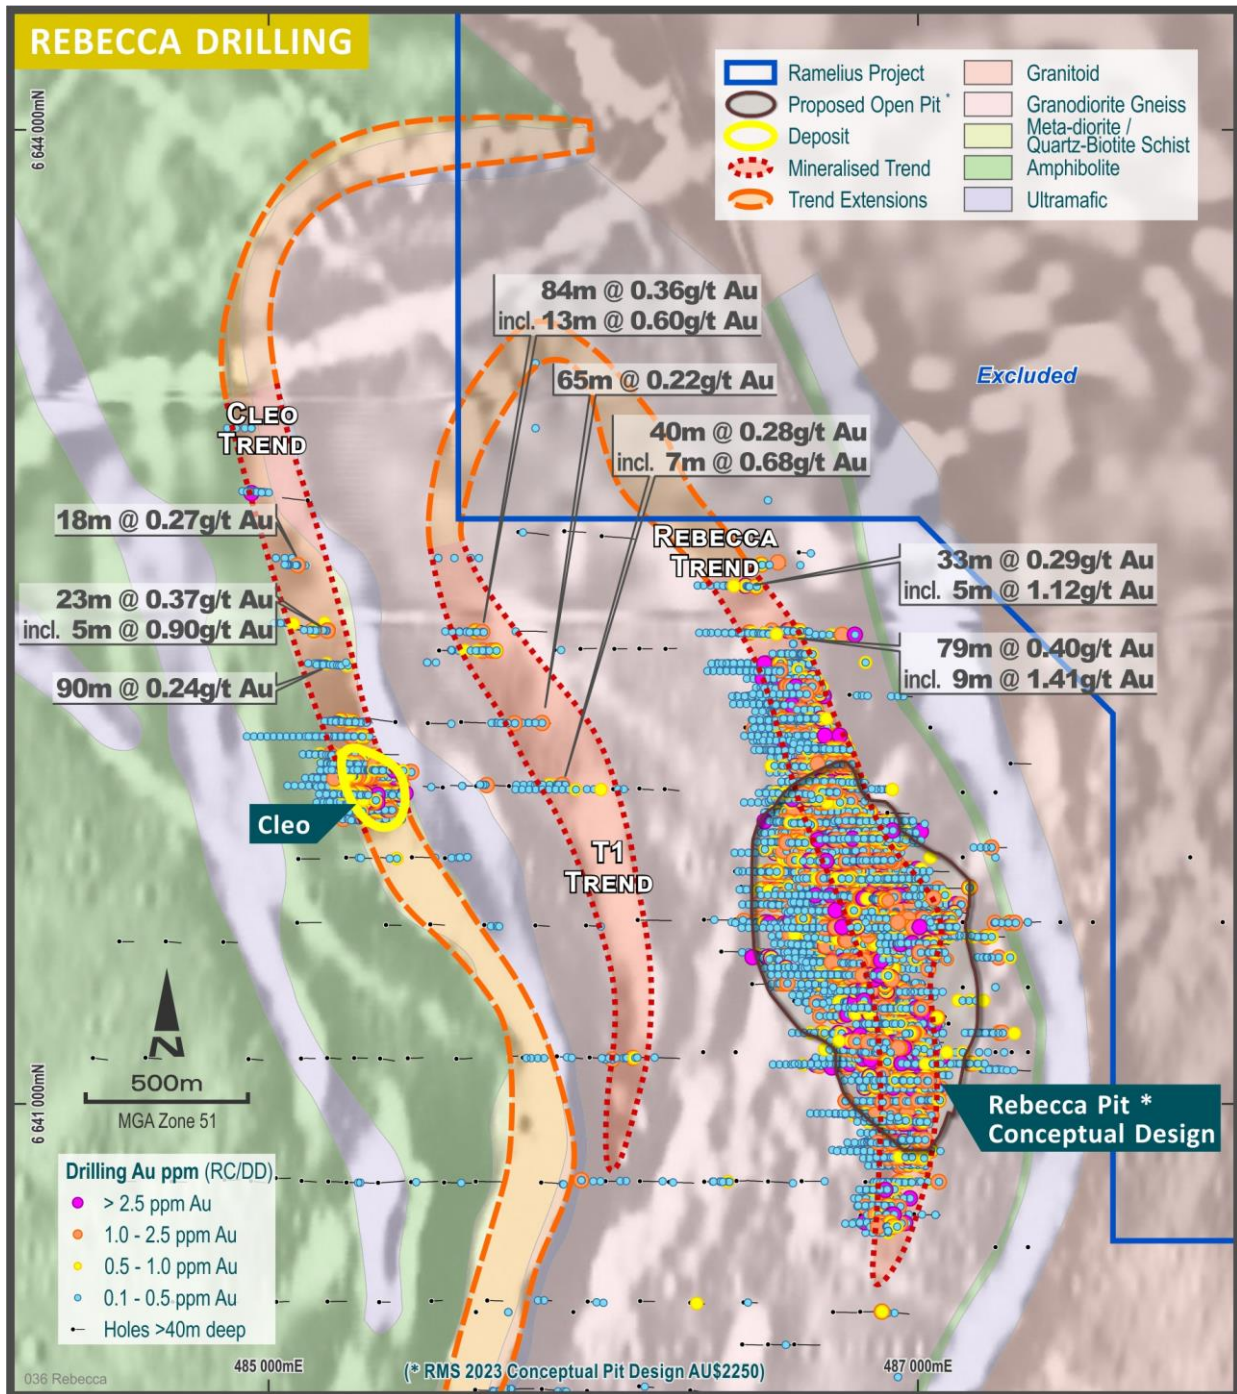 REBECCA DRILLING
Ramelius Project
Proposed Open Pit *
Deposit
Mineralised Trend
Trend Extensions
Granitoid
Granodiorite Gneiss
Meta-diorite /
Quartz-Biotite Schist
Amphibolite
Ultramafic
6 644 000mN
84m @ 0.36g/t Au
incl. 13m @ 0.60g/t Au
Excluded
65m @ 0.22g/t Au
CLEO
TREND
40m @ 0.28g/t Au
incl. 7m @ 0.68g/t Au
18m @ 0.27g/t Au
REBECCA
TREND
33m @ 0.29g/t Au
incl. 5m @ 1.12g/t Au
23m @ 0.37g/t Au
incl. 5m @ 0.90g/t Au
79m @ 0.40g/t Au
incl. 9m @ 1.41g/t Au
90m @ 0.24g/t Au
Cleo
T1
TREND
N
500m
MGA Zone 51
6 641 000mN
Rebecca Pit *
Conceptual Design
Drilling Au ppm (RC/DD)
> 2.5 ppm Au
1.0 - 2.5 ppm Au
0.5 - 1.0 ppm Au
0.1 - 0.5 ppm Au
Holes >40m deep
485 000mE
487 000mE
(* RMS 2023 Conceptual Pit Design AU$2250)
036 Rebecca